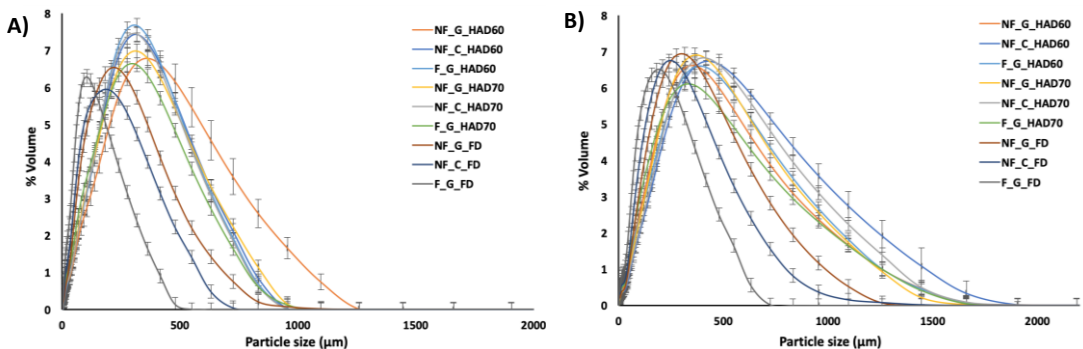 A)
8
7
6
5
4
3
2
1
0
% Volume
0
500
1000
1500
2000
Particle size (µm)
NF_G_HAD60
NF_C_HAD60
F_G_HAD60
NF_G_HAD70
NF_C_HAD70
F_G_HAD70
NF_G_FD
NF_C_FD
F_G_FD
B)
8
7
6
5
4
3
2
1
0
% Volume
0
500
1000
1500
2000
Particle size (µm)
NF_G_HAD60
NF_C_HAD60
F_G_HAD60
NF_G_HAD70
NF_C_HAD70
F_G_HAD70
NF_G_FD
NF_C_FD
F_G_FD